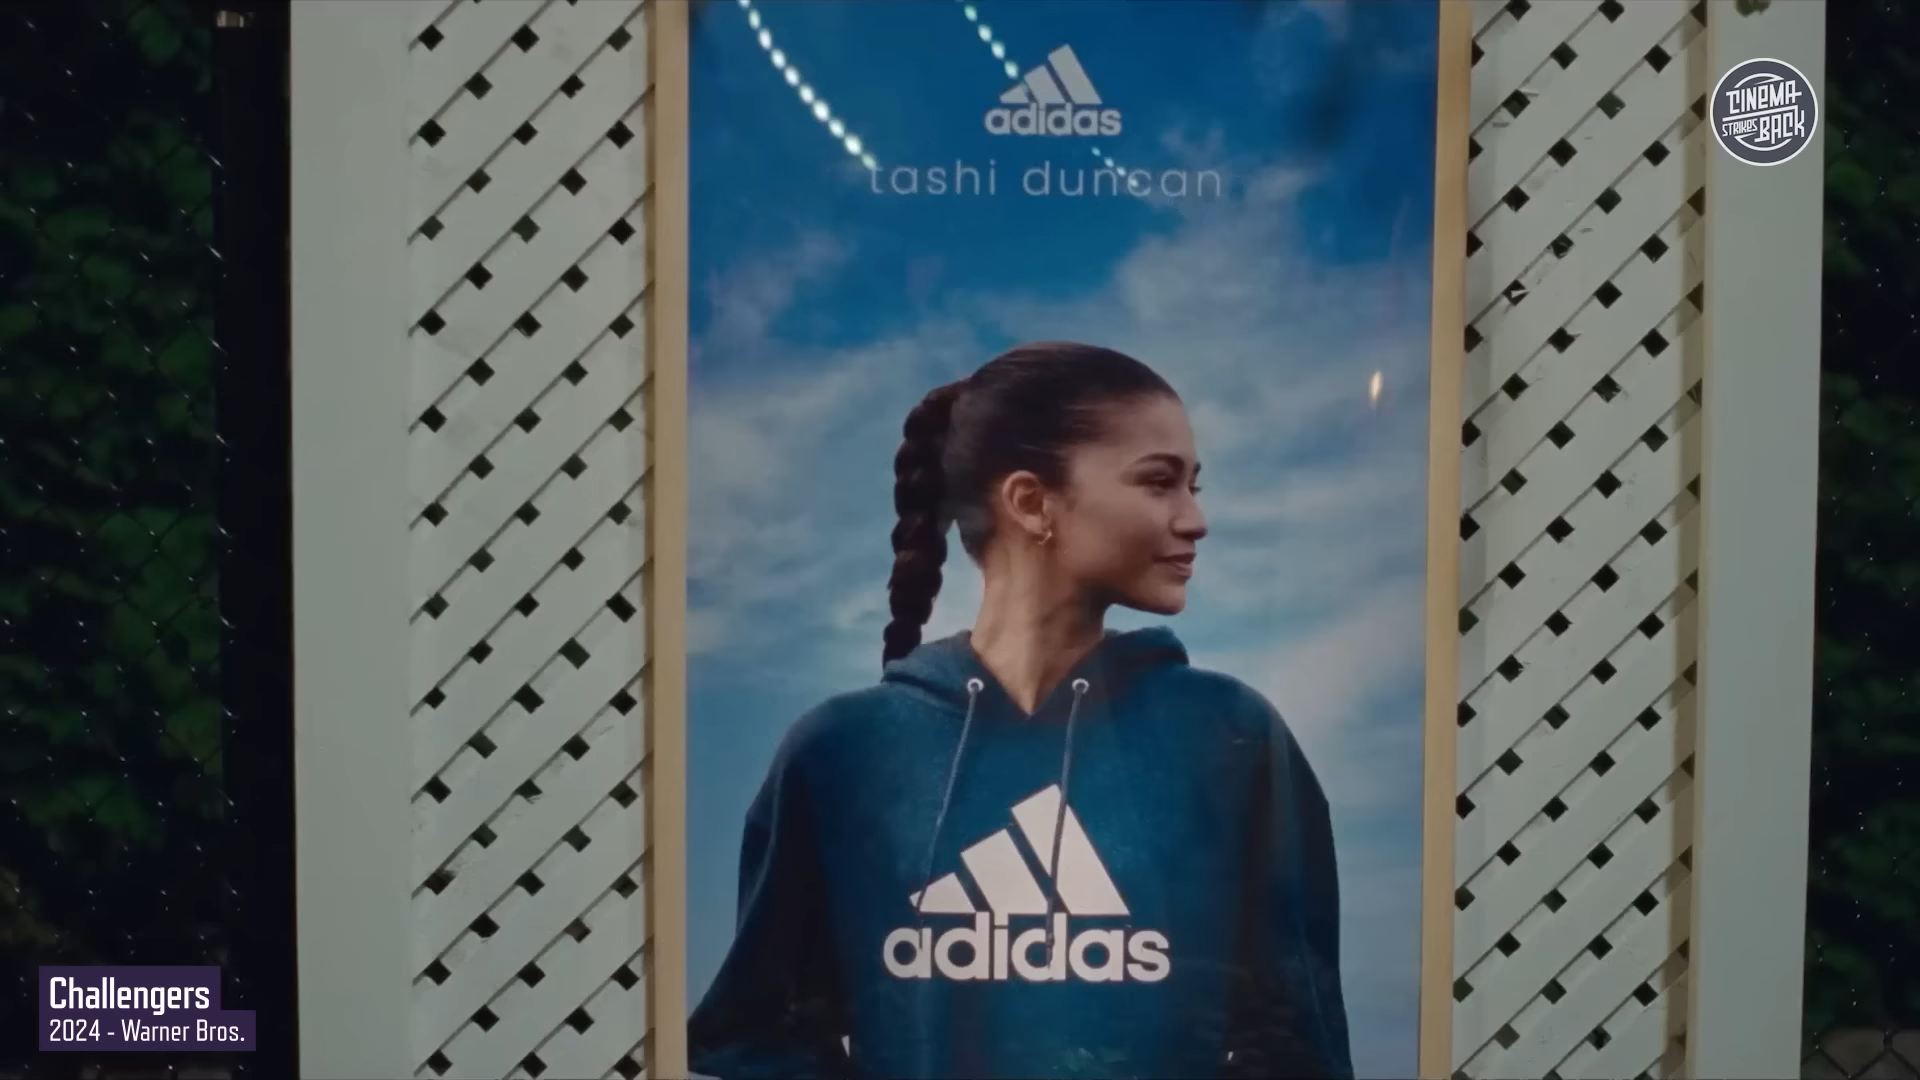 adidas
tashi duncan
CINEMA
STRIKES BACK
adidas
Challengers
2024 - Warner Bros.